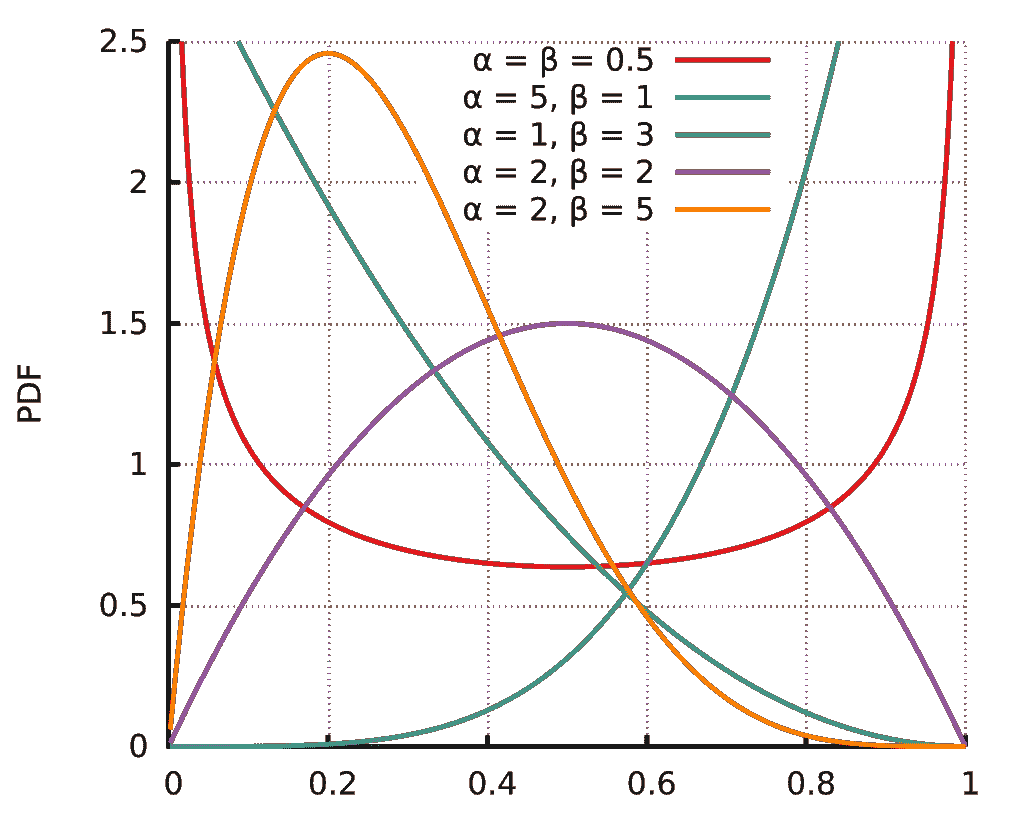 2.5
α = β = 0.5
α = 5, β = 1
α = 1, β = 3
2
α = 2, β = 2
α = 2, β = 5
1.5
PDF
1
0.5
0
0 0.2 0.4 0.6 0.8 1